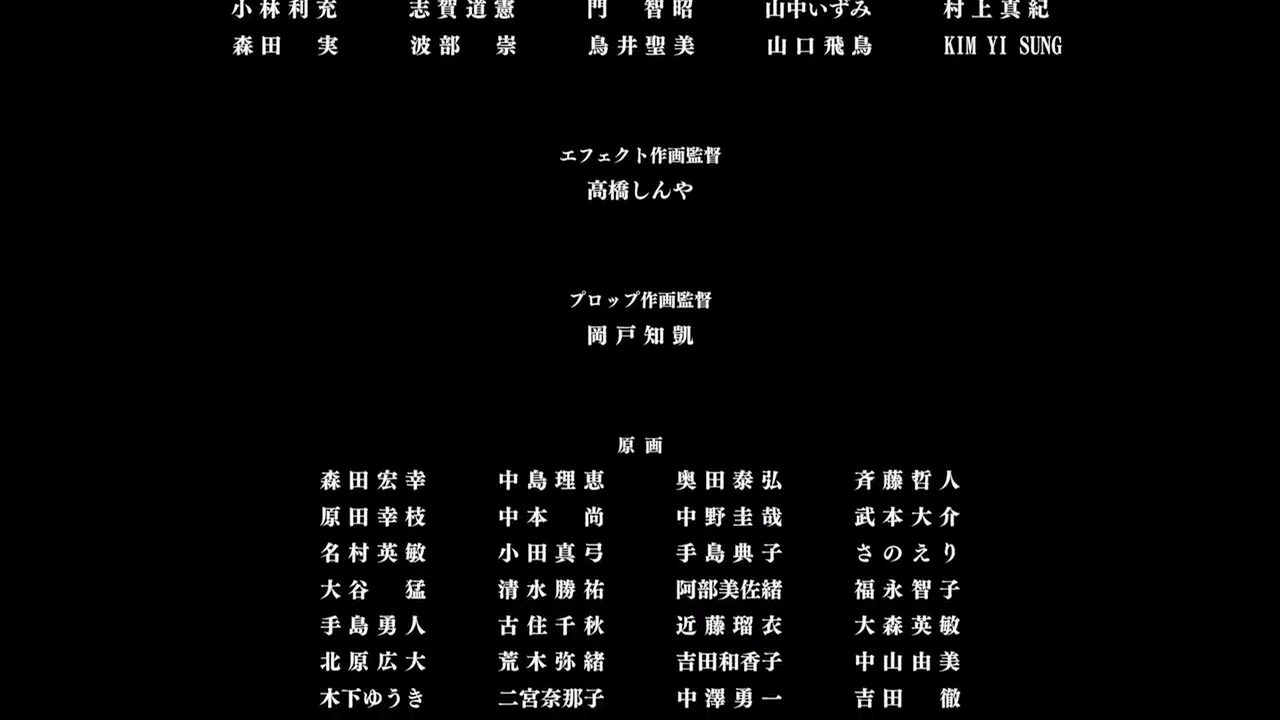 小林利充 志賀道憲 門 智昭 山中いずみ 村上真紀
森田 実 波部 崇 鳥井聖美 山口飛鳥 KIM YI SUNG
エフェクト作画監督
高橋しんや
プロップ作画監督
岡戸知凱
原画
森田宏幸 中島理恵 奥田泰弘 斉藤哲人
原田幸枝 中本 尚 中野圭哉 武本大介
名村英敏 小田真弓 手島典子 さのえり
大谷 猛 清水勝祐 阿部美佐緒 福永智子
手島勇人 古住千秋 近藤瑠衣 大森英敏
北原広大 荒木弥緒 吉田和香子 中山由美
木下ゆうき 二宮奈那子 中澤勇一 吉田 徹